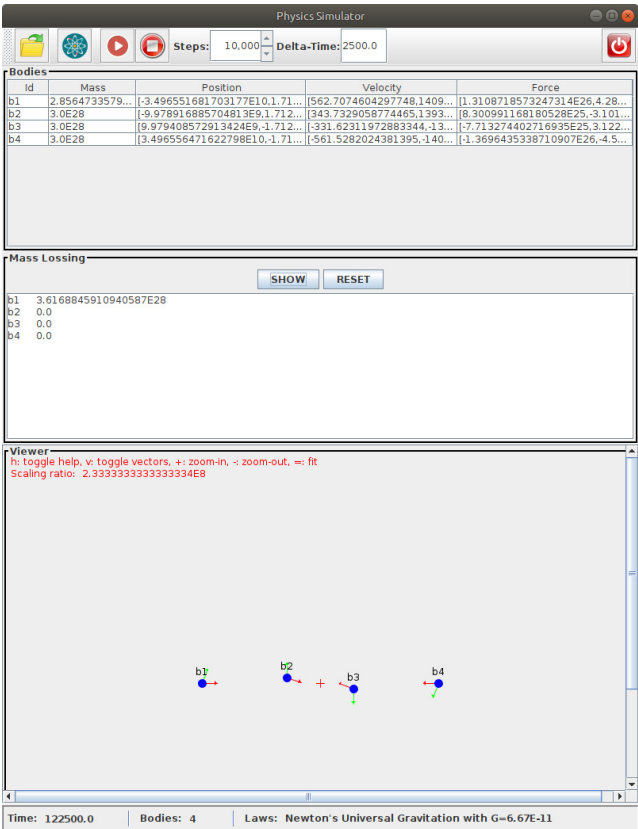 Physics Simulator
Steps: 10,000 Delta-Time: 2500.0
Bodies
Id Mass Position Velocity Force
b1 2.8564733579... [-3.496551681703177E10,1.71... [562.7074604297748,1409... [1.3108718573247314E26,4.28...
b2 3.0E28 [-9.978916885704813E9,1.712... [343.7329058774465,1393... [8.300991168180528E25,-3.101...
b3 3.0E28 [9.979408572913424E9,-1.712... [-331.62311972883344,-13... [-7.713274402716935E25,3.122...
b4 3.0E28 [3.496556471622798E10,-1.71... [-561.5282024381395,-140... [-1.3696435338710907E26,-4.5...
Mass Lossing
SHOW RESET
b1 3.6168845910940587E28
b2 0.0
b3 0.0
b4 0.0
Viewer
h: toggle help, v: toggle vectors, +: zoom-in, -: zoom-out, =: fit
Scaling ratio: 2.3333333333333334E8
b1 b2 b3 b4
Time: 122500.0 Bodies: 4 Laws: Newton's Universal Gravitation with G=6.67E-11